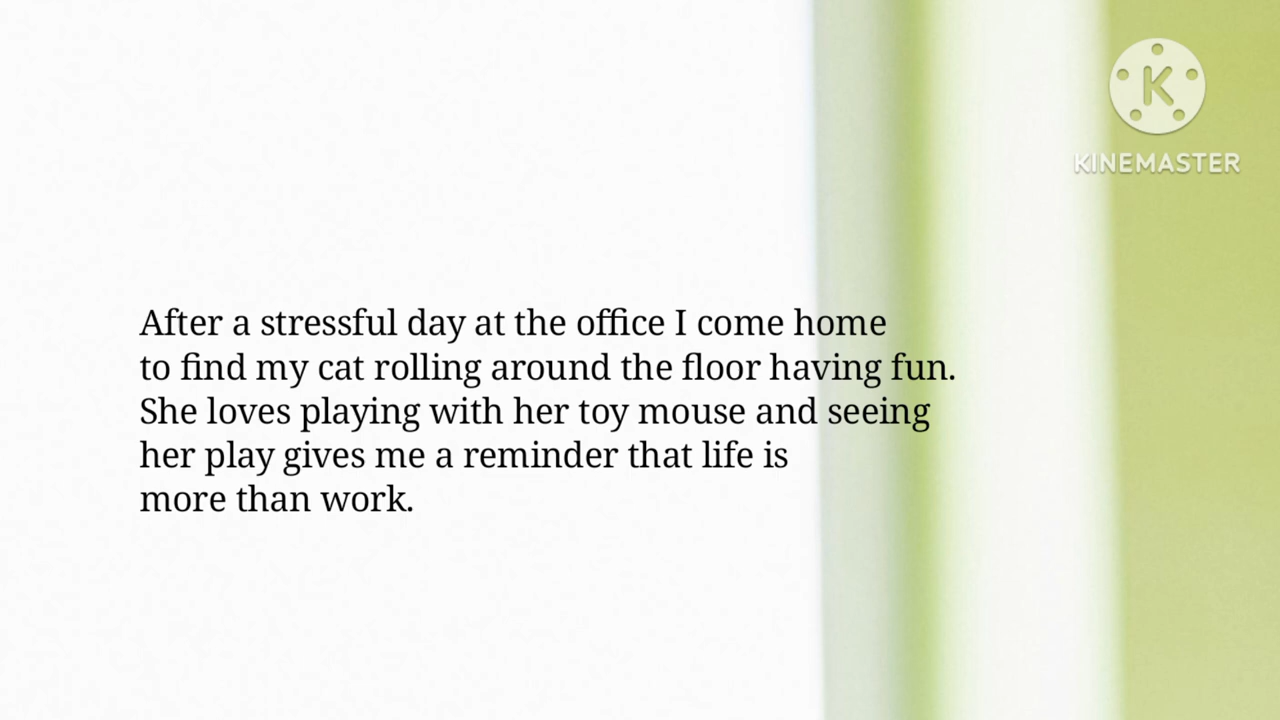 K
KINEMASTER
After a stressful day at the office I come home
to find my cat rolling around the floor having fun.
She loves playing with her toy mouse and seeing
her play gives me a reminder that life is
more than work.